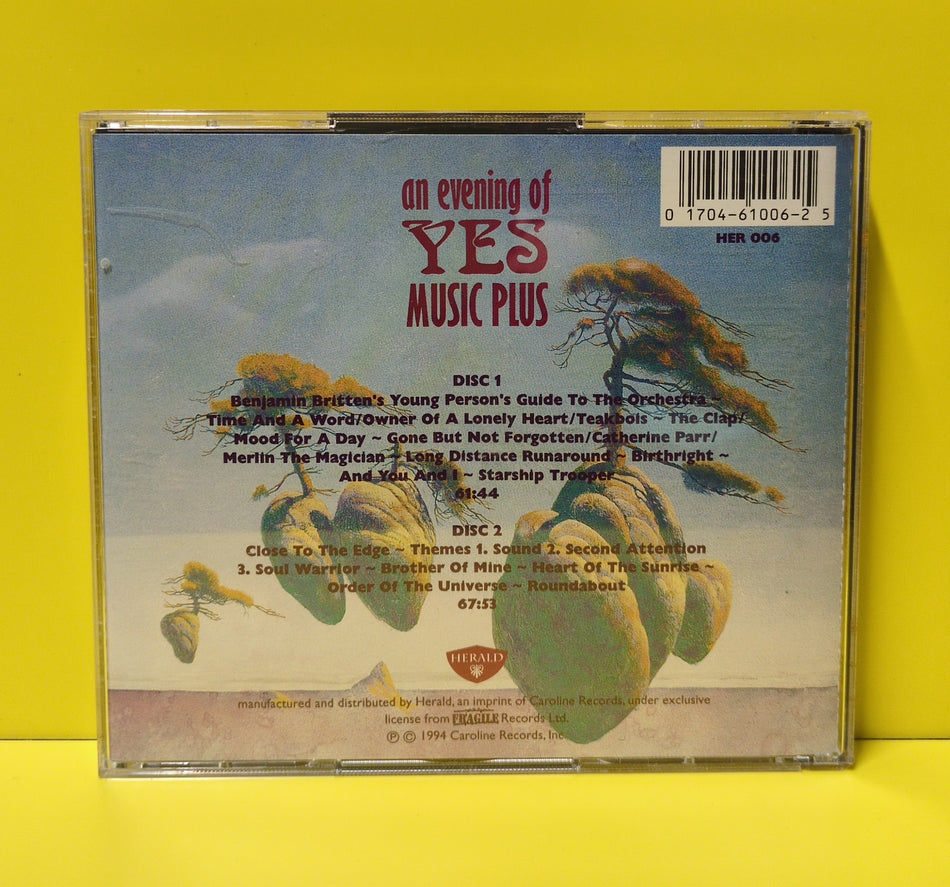 an evening of
YES
MUSIC PLUS
0 1704-61006-2 5
HER 006
DISC 1
Benjamin Britten's Young Person's Guide To The Orchestra ~
Time And A Word/Owner Of A Lonely Heart/Teakbois ~ The Clap/
Mood For A Day ~ Gone But Not Forgotten/Catherine Parr/
Merlin The Magician ~ Long Distance Runaround ~ Birthright ~
And You And I ~ Starship Trooper
61:44
DISC 2
Close To The Edge ~ Themes 1. Sound 2. Second Attention
3. Soul Warrior ~ Brother Of Mine ~ Heart Of The Sunrise ~
Order Of The Universe ~ Roundabout
67:53
HERALD
manufactured and distributed by Herald, an imprint of Caroline Records, under exclusive
license from FRAGILE Records Ltd.
℗ © 1994 Caroline Records, Inc.